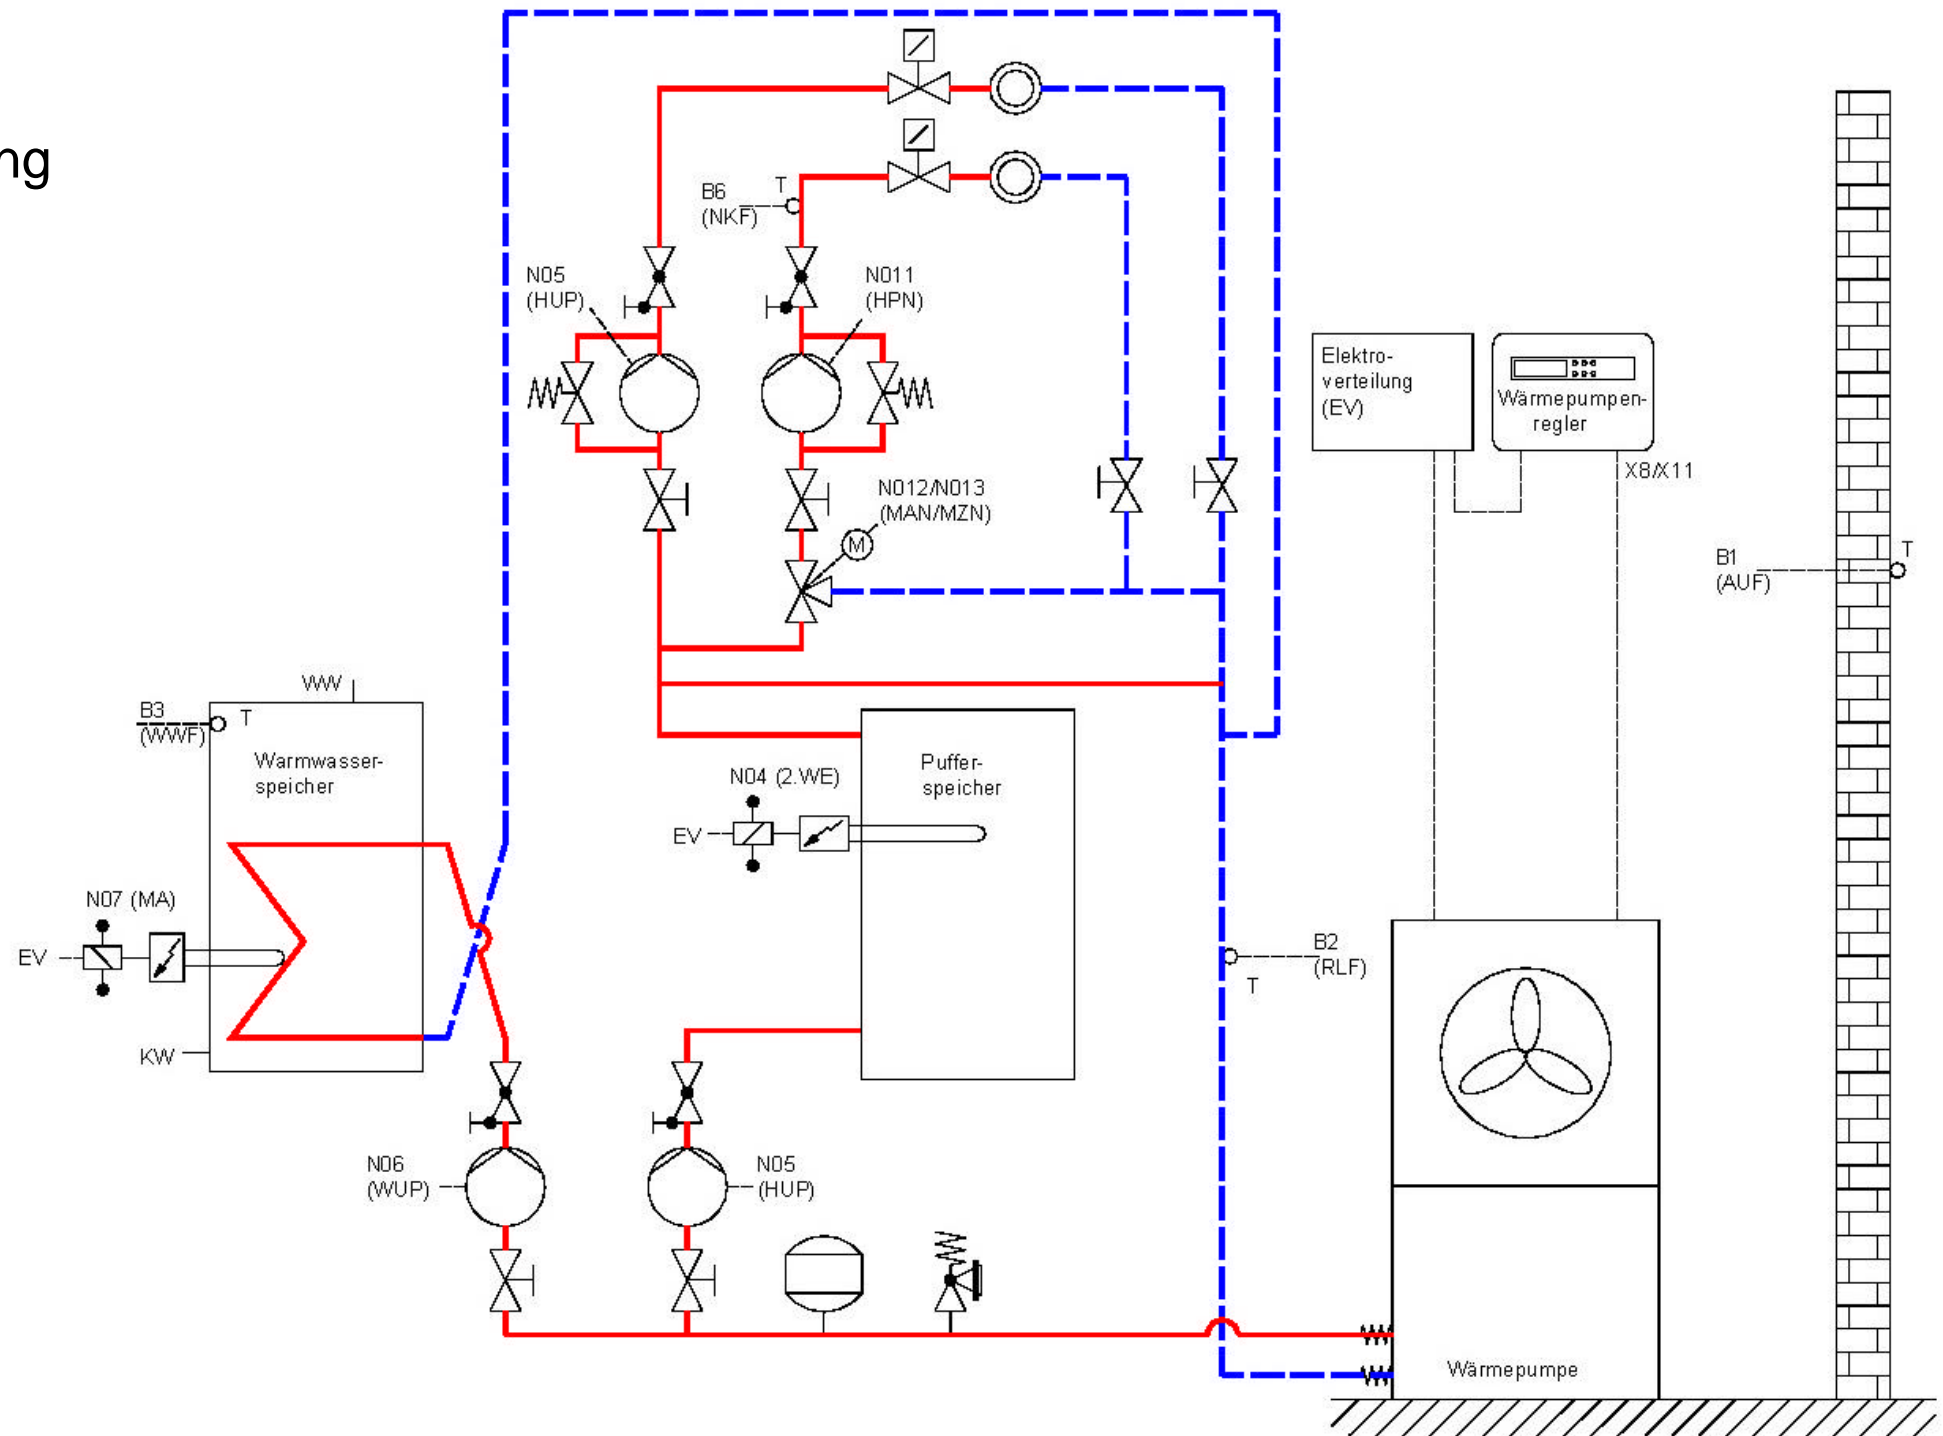 ng
T
B6
(NKF)
N05
(HUP)
N011
(HPN)
Elektro-
verteilung
(EV)
Wärmepumpen-
regler
X8/X11
N012/N013
(MAN/MZN)
M
B1
(AUF)
T
WW
B3
(WWF)
T
Warmwasser-
speicher
Puffer-
speicher
N04 (2.WE)
EV
N07 (MA)
EV
B2
(RLF)
T
KW
N06
(WUP)
N05
(HUP)
Wärmepumpe